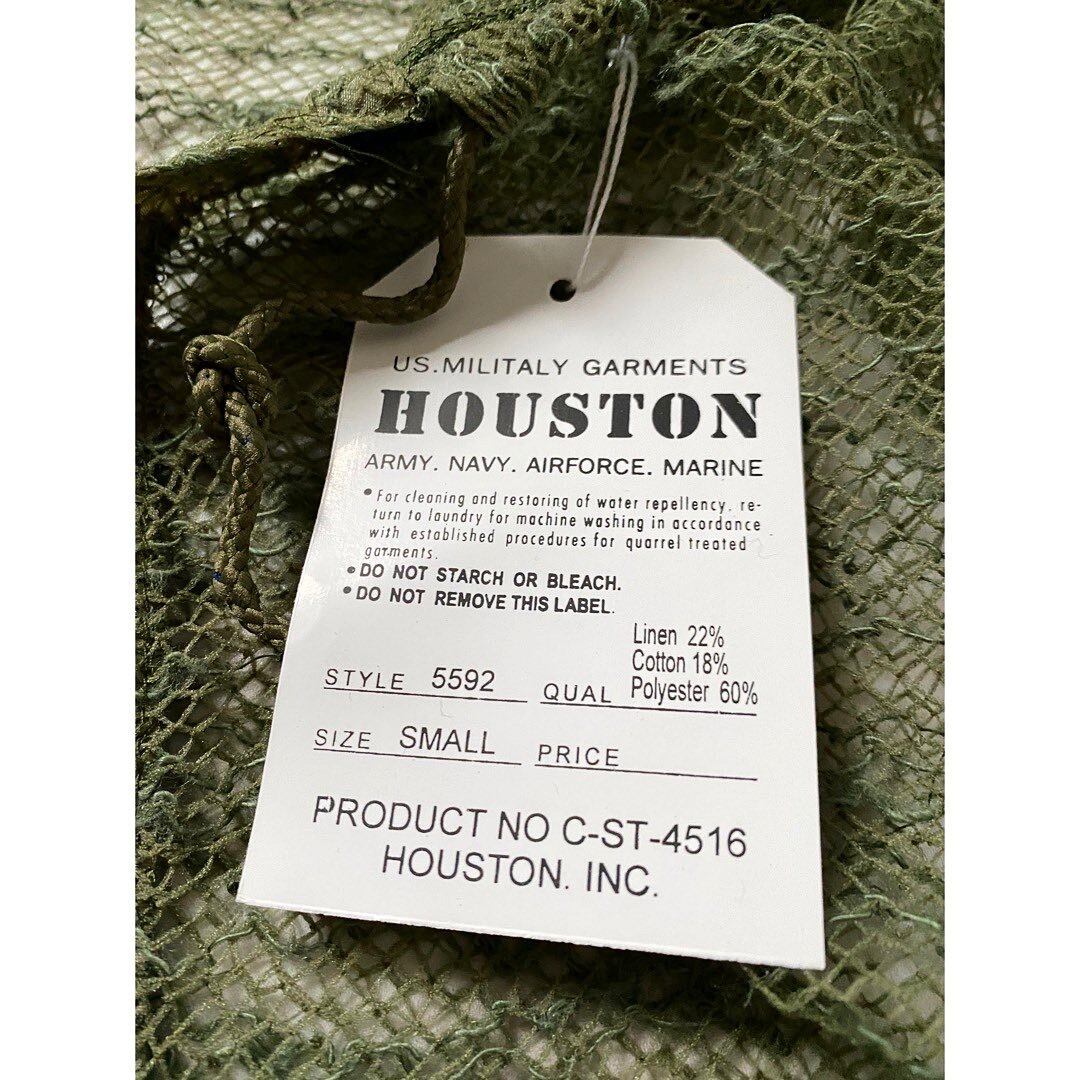 US.MILITALY GARMENTS
HOUSTON
ARMY. NAVY. AIRFORCE. MARINE
• For cleaning and restoring of water repellency, re-
turn to laundry for machine washing in accordance
with established procedures for quarrel treated
garments.
• DO NOT STARCH OR BLEACH.
• DO NOT REMOVE THIS LABEL.
Linen 22%
Cotton 18%
STYLE 5592 QUAL Polyester 60%
SIZE SMALL PRICE
PRODUCT NO C-ST-4516
HOUSTON. INC.